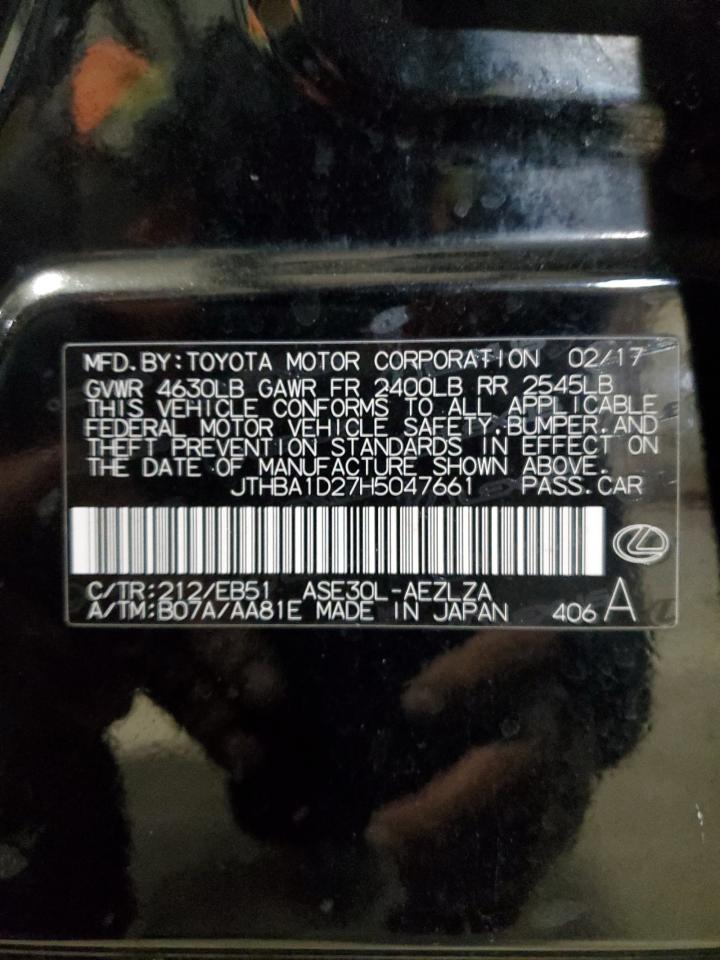 MFD.BY:TOYOTA MOTOR CORPORATION 02/17
GVWR 4630LB GAWR FR 2400LB RR 2545LB
THIS VEHICLE CONFORMS TO ALL APPLICABLE
FEDERAL MOTOR VEHICLE SAFETY,BUMPER,AND
THEFT PREVENTION STANDARDS IN EFFECT ON
THE DATE OF MANUFACTURE SHOWN ABOVE.
JTHBA1D27H5047661 PASS.CAR
C/TR:212/EB51 ASE30L-AEZLZA
A/TM:B07A/AA81E MADE IN JAPAN 406 A